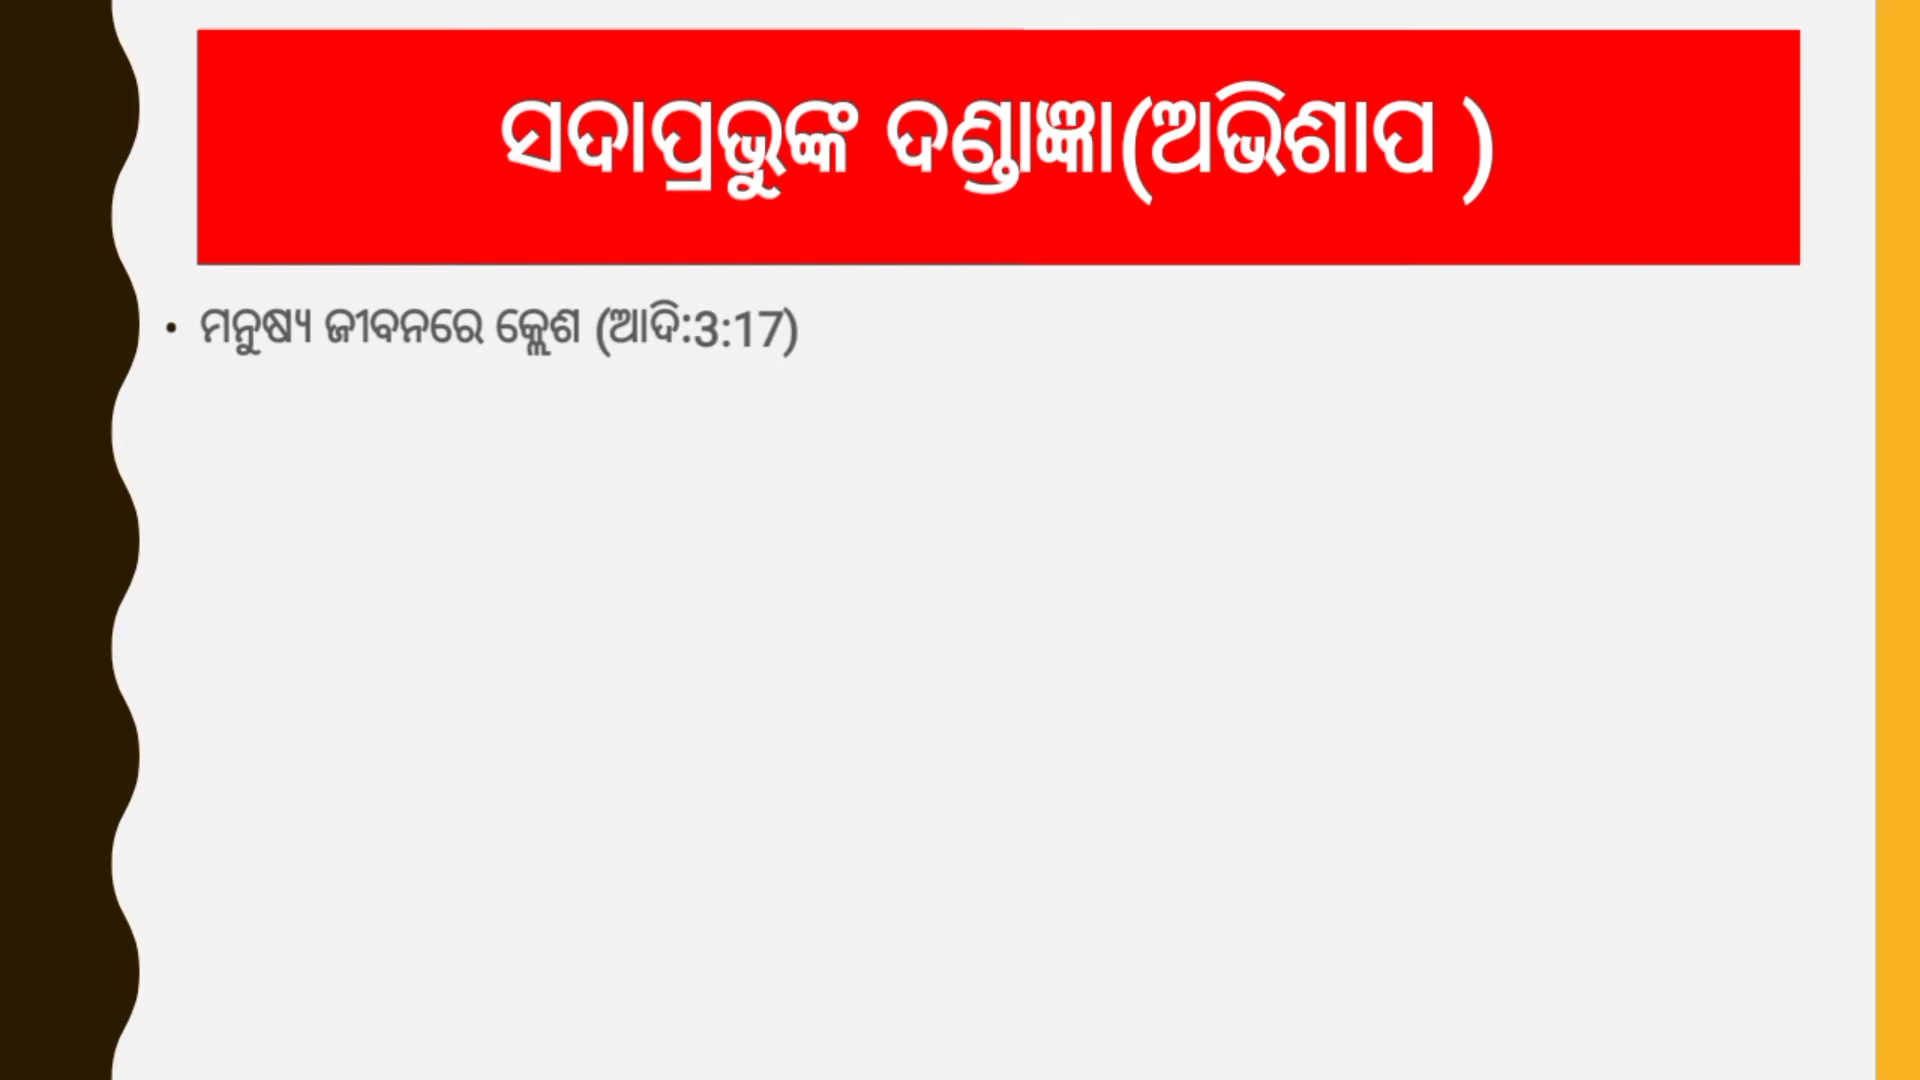 ସଦାପ୍ରଭୁଙ୍କ ଦଣ୍ଡାଜ୍ଞା(ଅଭିଶାପ )
• ମନୁଷ୍ୟ ଜୀବନରେ କ୍ଲେଶ (ଆଦି:3:17)